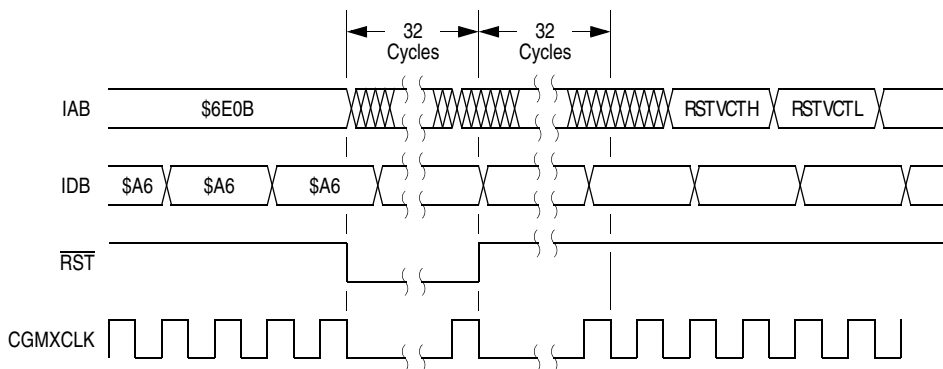 32
Cycles
32
Cycles
IAB
$6E0B
RSTVCTH
RSTVCTL
IDB
$A6
$A6
$A6
RST
CGMXCLK